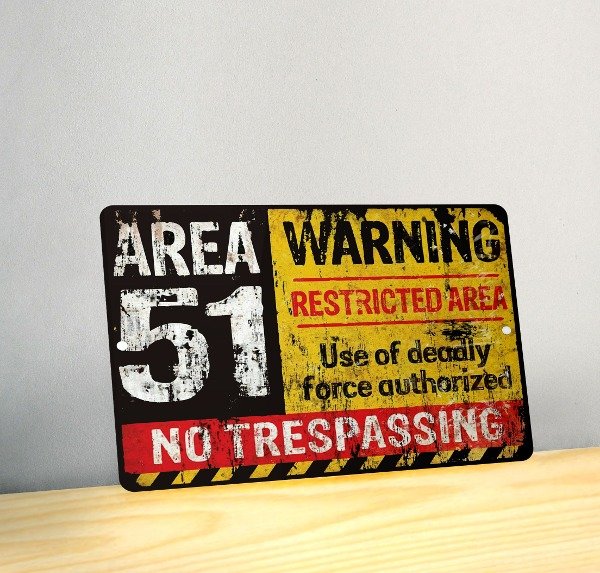 AREA
51
WARNING
RESTRICTED AREA
Use of deadly
force authorized
NO TRESPASSING